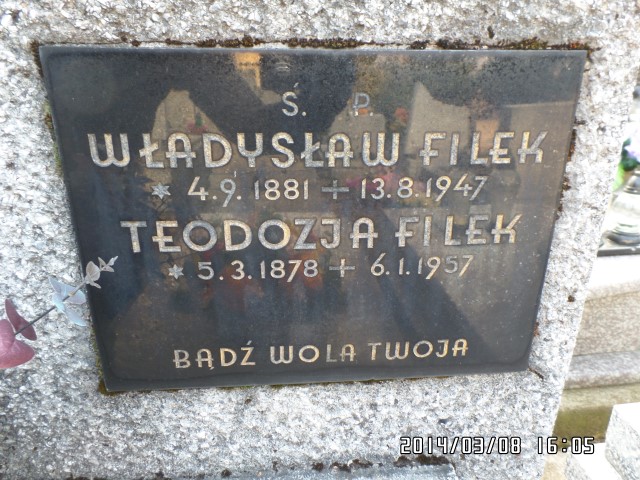 Ś. P.
WŁADYSŁAW FILEK
* 4.9.1881 + 13.8.1947
TEODOZJA FILEK
* 5.3.1878 + 6.1.1957
BĄDŹ WOLA TWOJA
2014/03/08 16:05